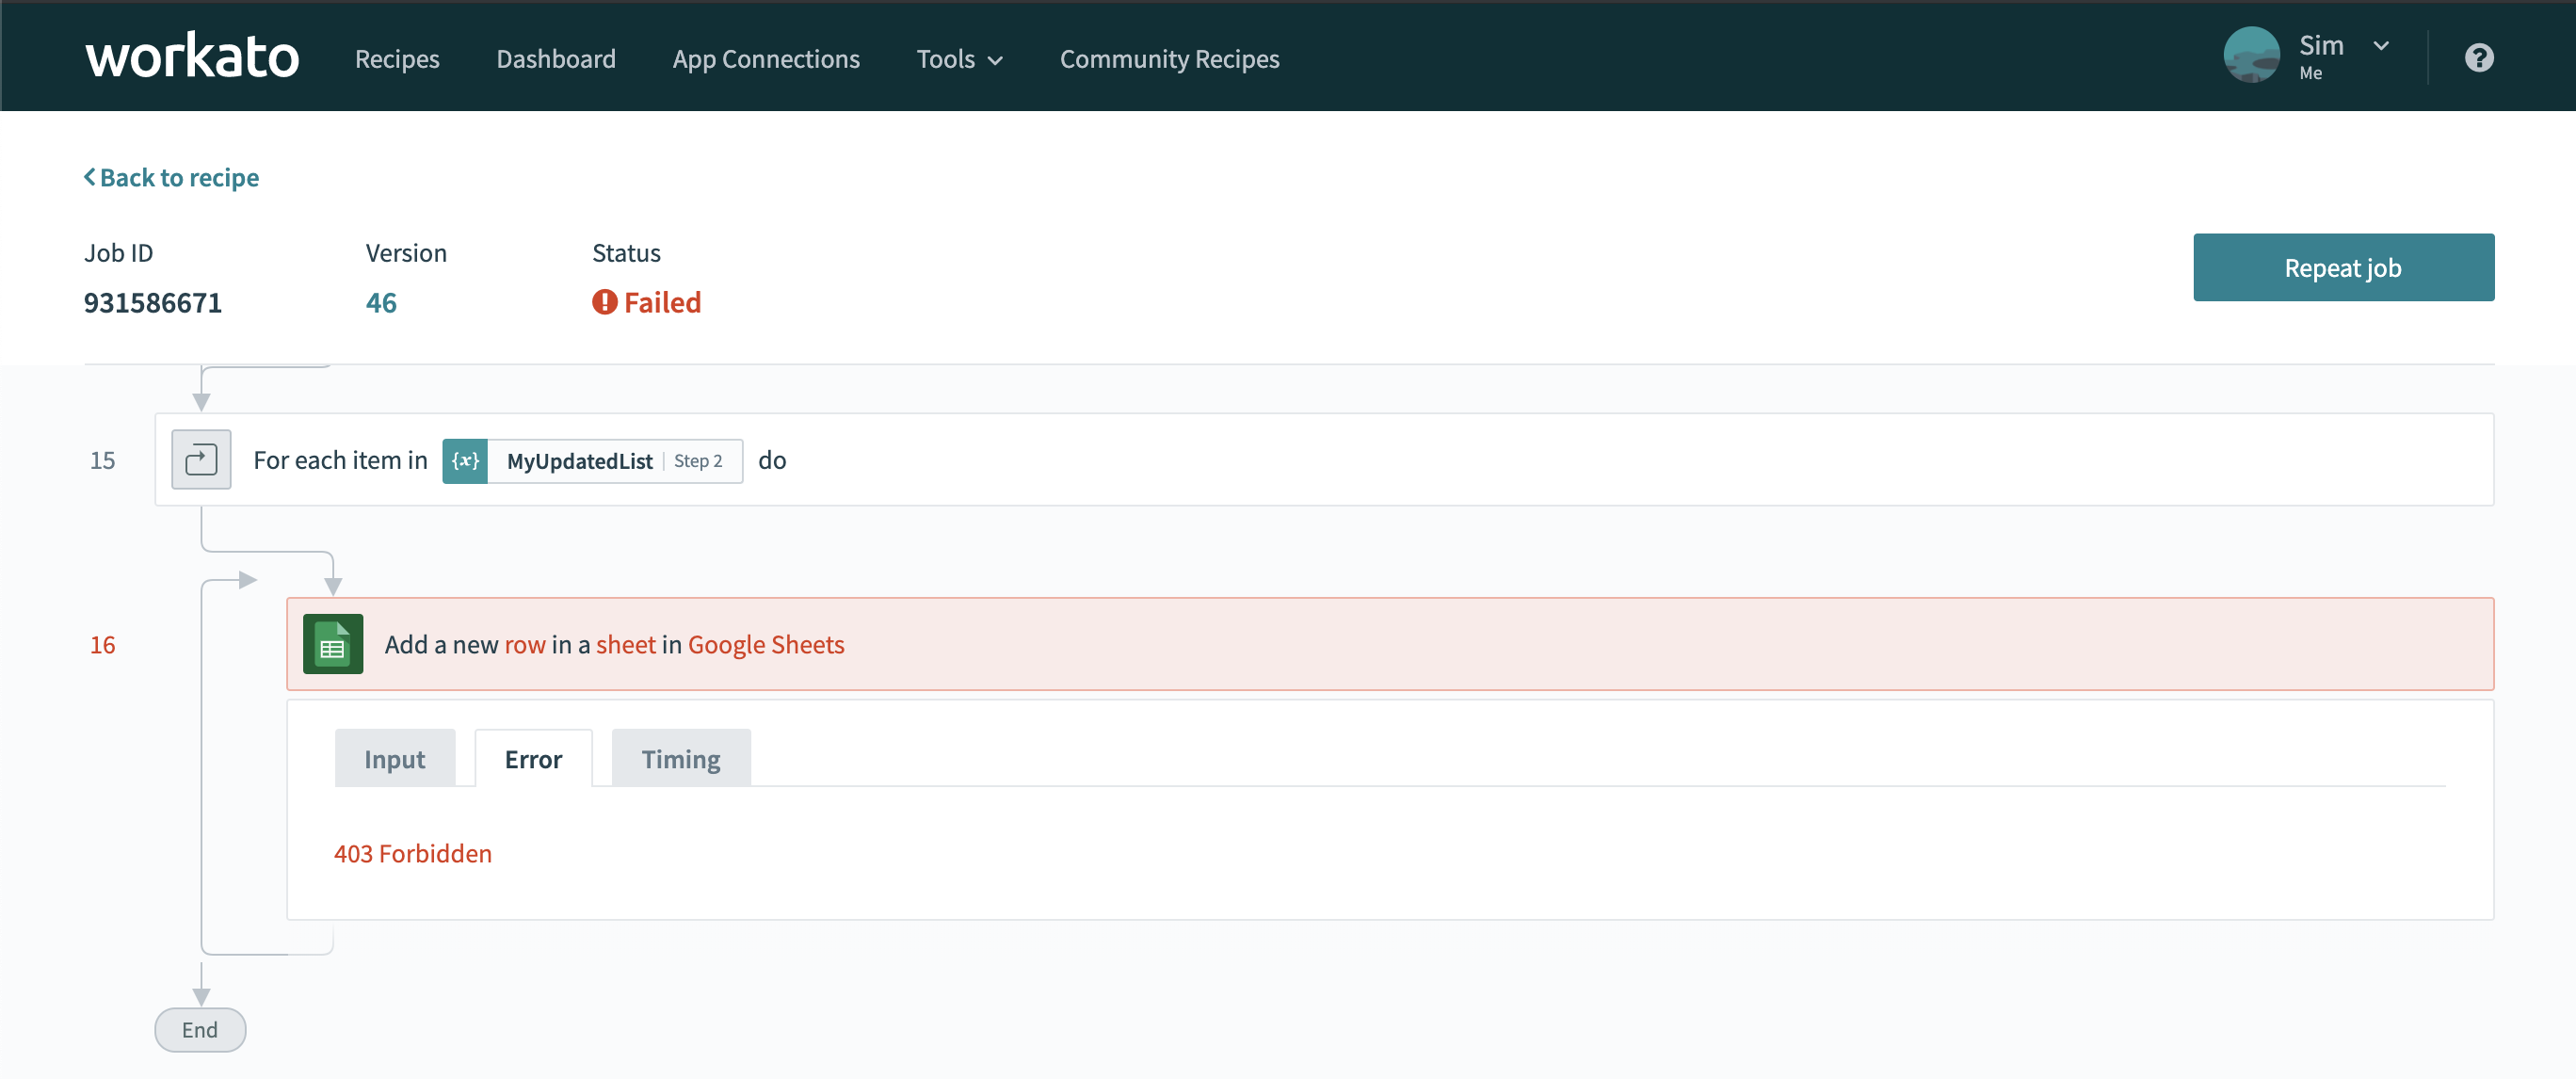 workato Recipes Dashboard App Connections Tools Community Recipes Sim
Me
?
Back to recipe
Job ID Version Status
931586671 46 Failed
Repeat job
15 For each item in {x} MyUpdatedList Step 2 do
16 Add a new row in a sheet in Google Sheets
Input Error Timing
403 Forbidden
End